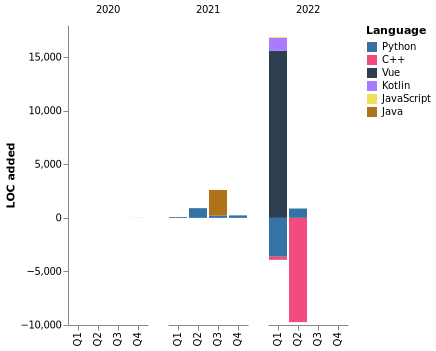 2020 2021 2022
Language
Python
C++
Vue
Kotlin
JavaScript
Java
LOC added
15,000
10,000
5,000
0
−5,000
−10,000
Q1 Q2 Q3 Q4 Q1 Q2 Q3 Q4 Q1 Q2 Q3 Q4